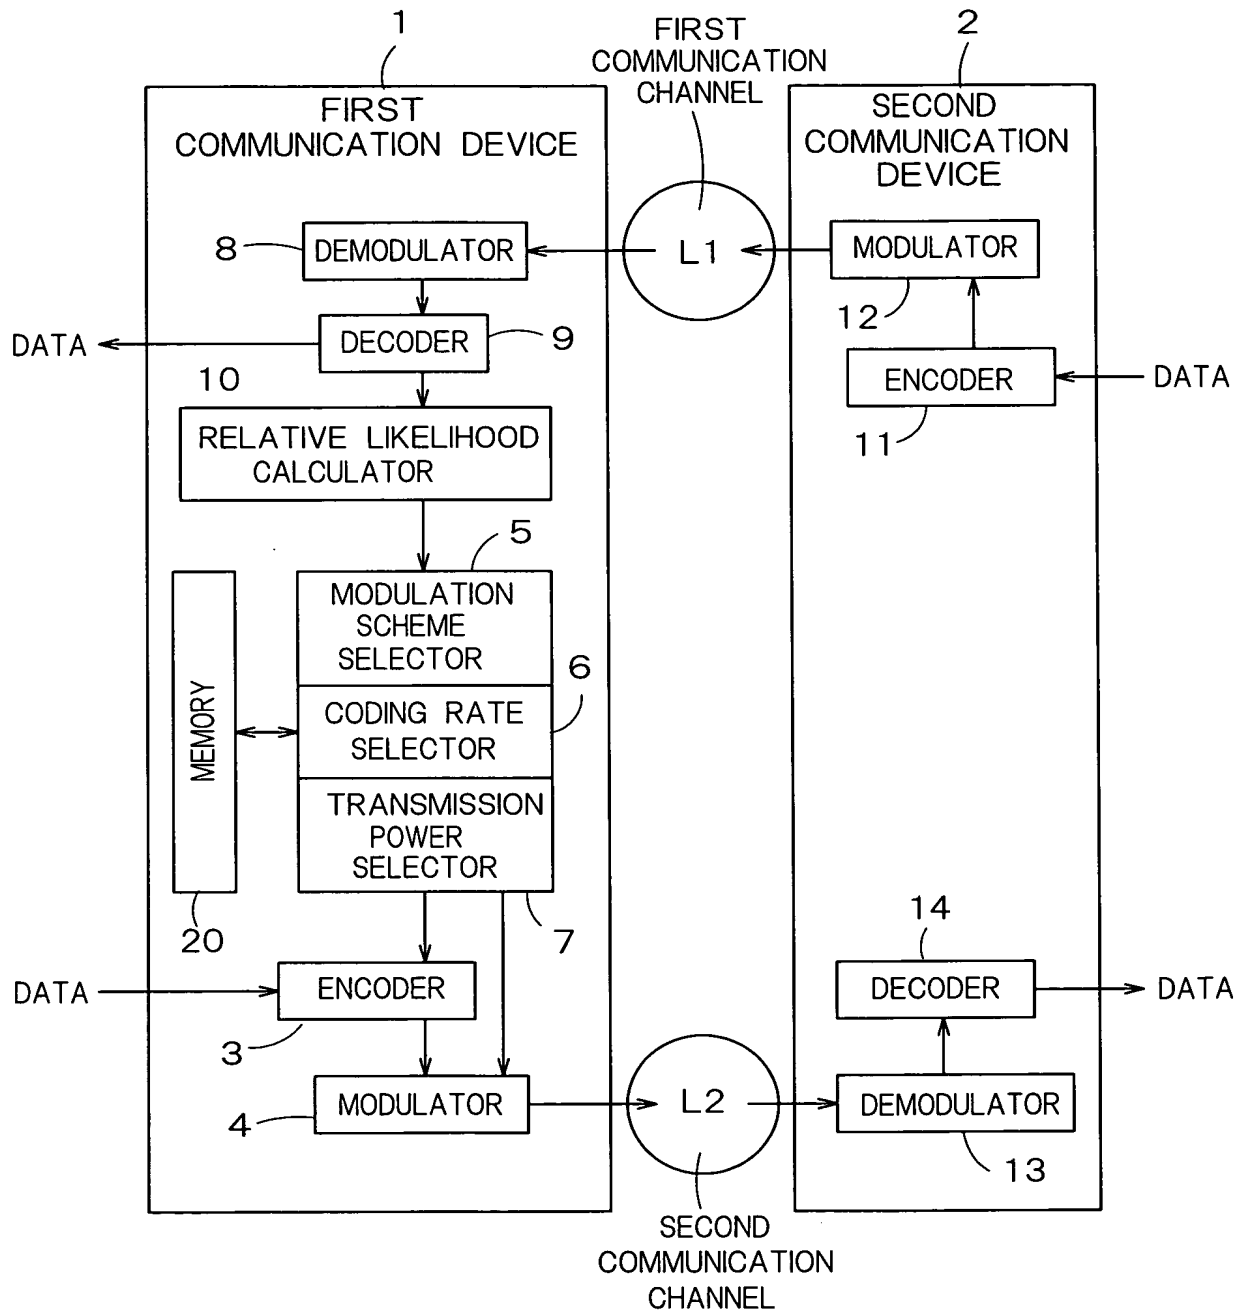 1
FIRST
COMMUNICATION
CHANNEL
2
FIRST
COMMUNICATION DEVICE
SECOND
COMMUNICATION
DEVICE
8
DEMODULATOR
L1
MODULATOR
12
DATA
DECODER
9
ENCODER
DATA
11
10
RELATIVE LIKELIHOOD
CALCULATOR
5
MODULATION
SCHEME
SELECTOR
6
MEMORY
CODING RATE
SELECTOR
TRANSMISSION
POWER
SELECTOR
20
7
14
DATA
ENCODER
3
DECODER
DATA
MODULATOR
4
L2
DEMODULATOR
13
SECOND
COMMUNICATION
CHANNEL